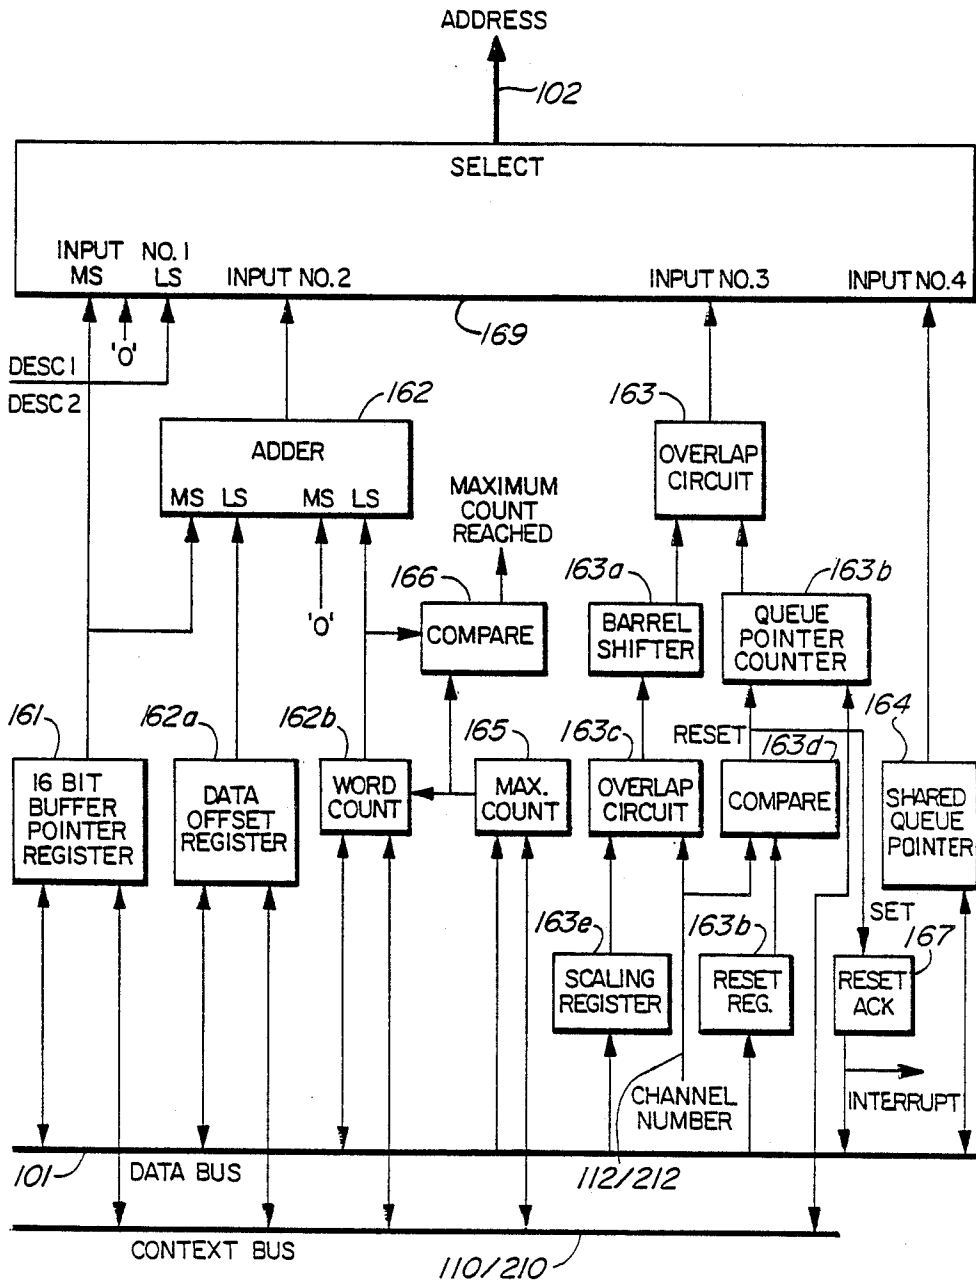 ADDRESS
102
SELECT
INPUT NO.1
MS LS
INPUT NO.2
INPUT NO.3
INPUT NO.4
'0'
169
DESC 1
DESC 2
162
163
ADDER
MS LS MS LS
OVERLAP
CIRCUIT
MAXIMUM
COUNT
REACHED
166
163a
163b
'0'
COMPARE
BARREL
SHIFTER
QUEUE
POINTER
COUNTER
161
162a
162b
165
163c
RESET
163d
164
16 BIT
BUFFER
POINTER
REGISTER
DATA
OFFSET
REGISTER
WORD
COUNT
MAX.
COUNT
OVERLAP
CIRCUIT
COMPARE
SHARED
QUEUE
POINTER
SET
163e
163b
167
SCALING
REGISTER
RESET
REG.
RESET
ACK
CHANNEL
NUMBER
INTERRUPT
101
DATA BUS
112/212
CONTEXT BUS
110/210